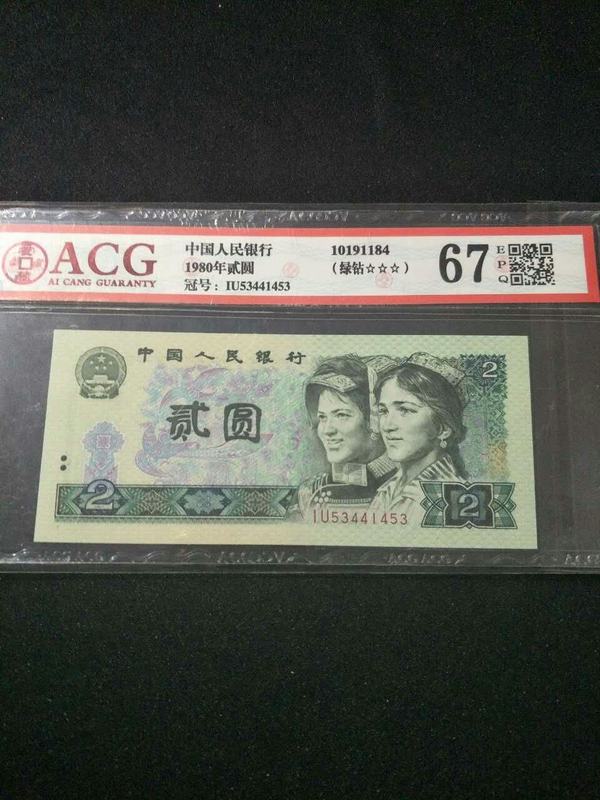 ACG
AI CANG GUARANTY
中国人民银行
1980年贰圆
冠号：IU53441453
10191184
（绿钻☆☆☆）
67
E
P
Q
中国人民银行
贰圆
2
2
2
IU53441453